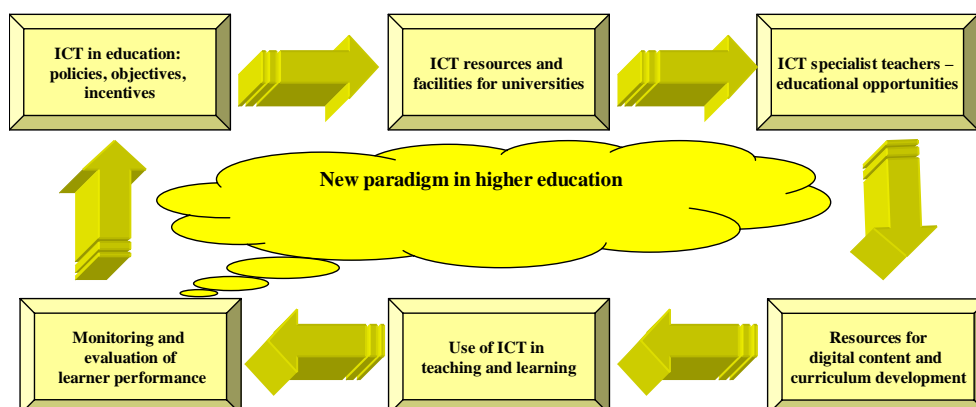 ICT in education:
policies, objectives,
incentives
ICT resources and
facilities for universities
ICT specialist teachers –
educational opportunities
New paradigm in higher education
Monitoring and
evaluation of
learner performance
Use of ICT in
teaching and learning
Resources for
digital content and
curriculum development